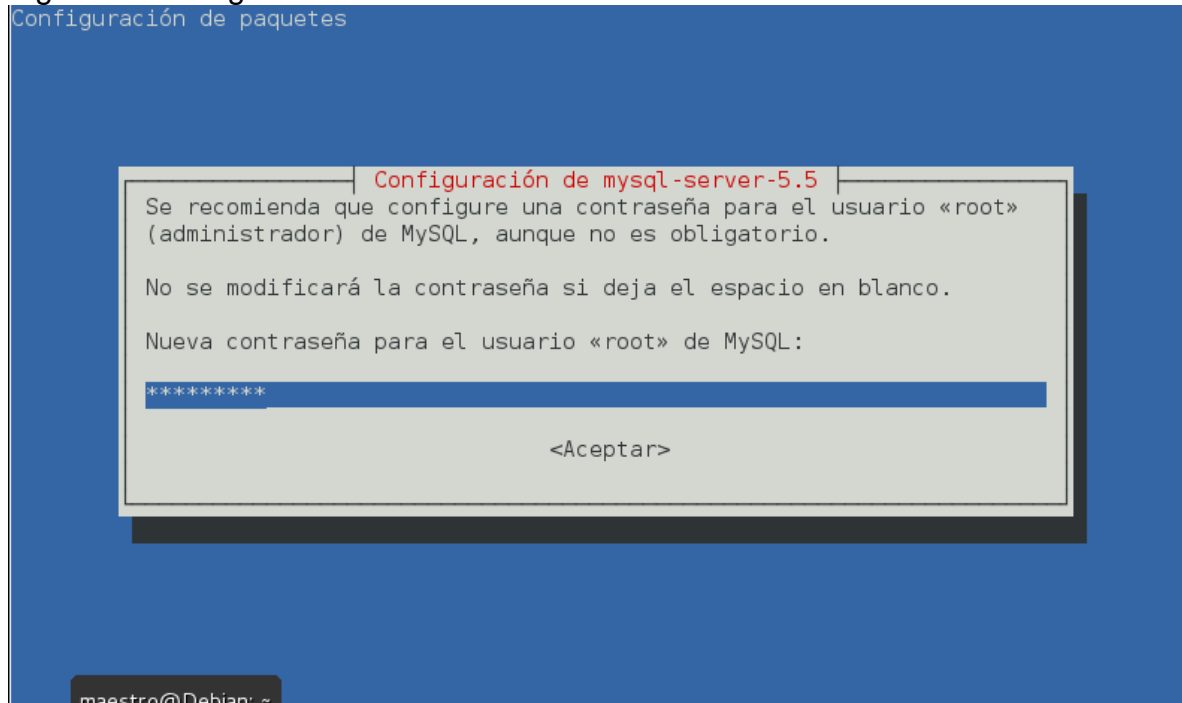 Configuración de paquetes
Configuración de mysql-server-5.5
Se recomienda que configure una contraseña para el usuario «root»
(administrador) de MySQL, aunque no es obligatorio.
No se modificará la contraseña si deja el espacio en blanco.
Nueva contraseña para el usuario «root» de MySQL:
*********
<Aceptar>
maestro@Debian: ~